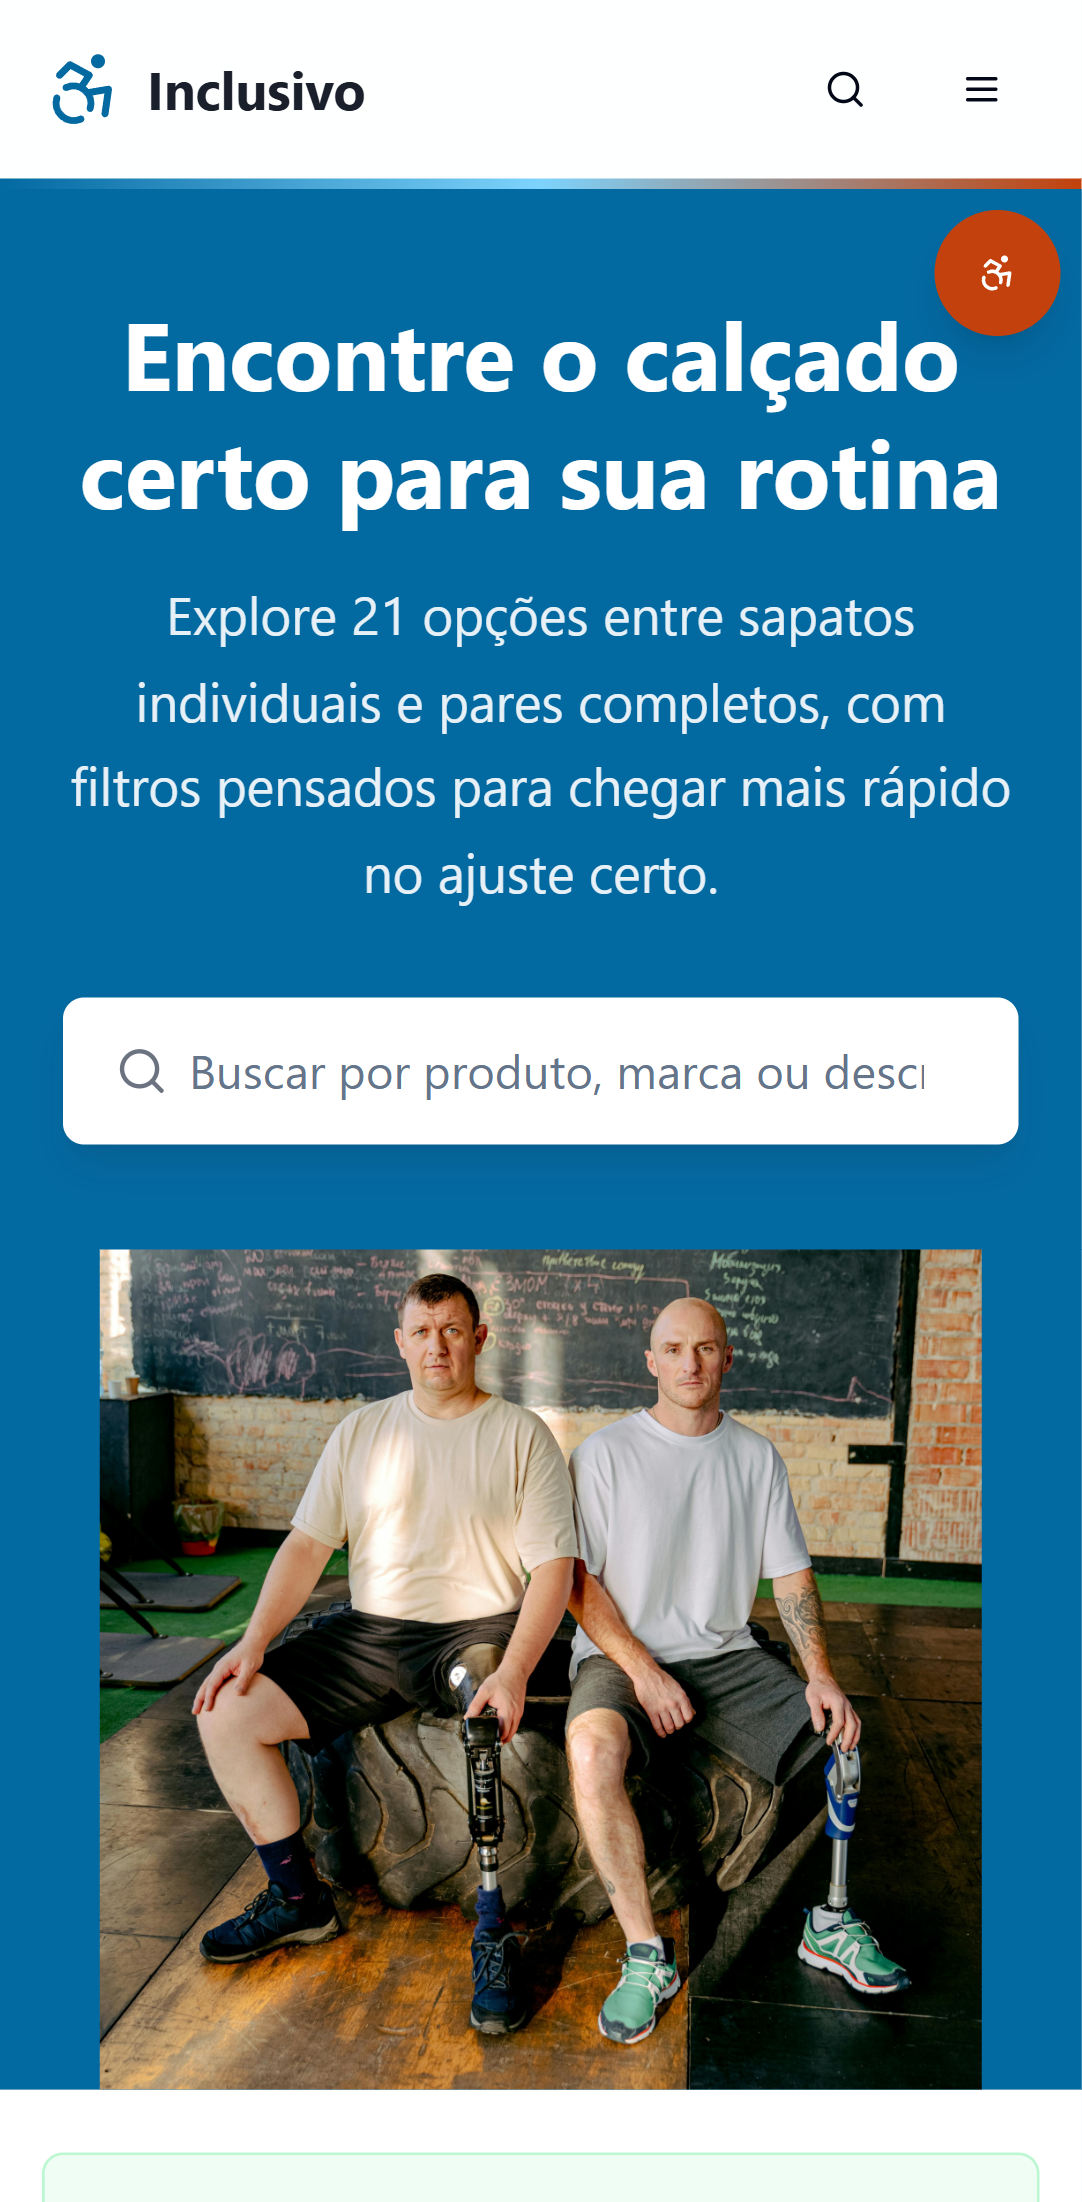 Inclusivo
Encontre o calçado
certo para sua rotina
Explore 21 opções entre sapatos
individuais e pares completos, com
filtros pensados para chegar mais rápido
no ajuste certo.
Buscar por produto, marca ou desc